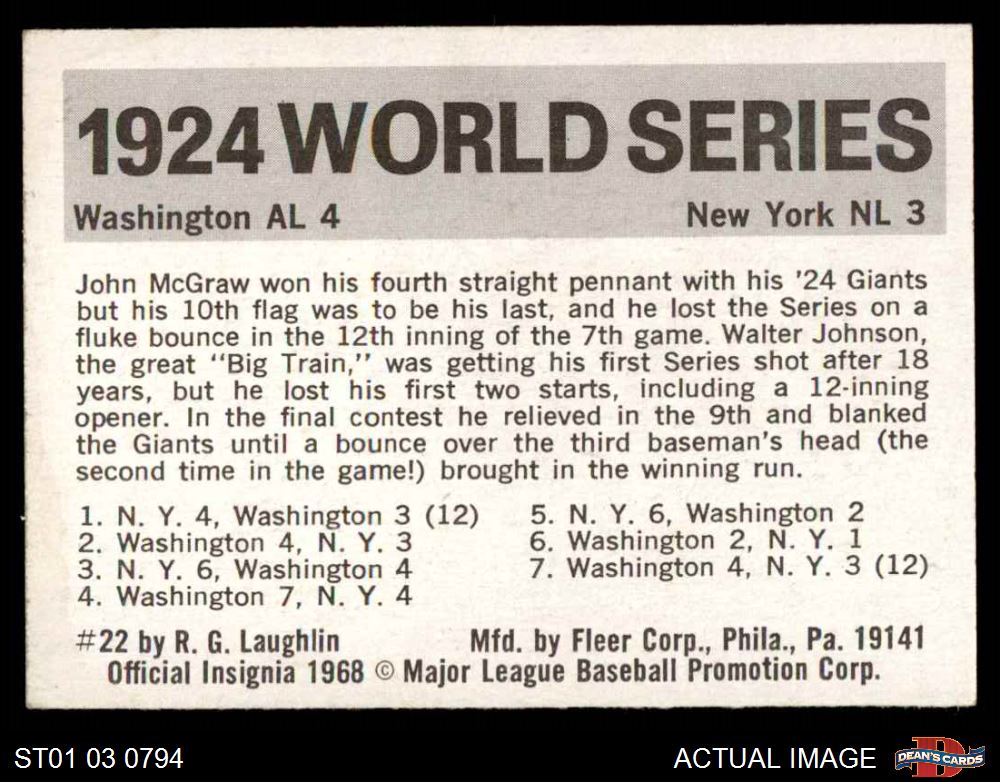 1924 WORLD SERIES
Washington AL 4
New York NL 3
John McGraw won his fourth straight pennant with his '24 Giants
but his 10th flag was to be his last, and he lost the Series on a
fluke bounce in the 12th inning of the 7th game. Walter Johnson,
the great "Big Train," was getting his first Series shot after 18
years, but he lost his first two starts, including a 12-inning
opener. In the final contest he relieved in the 9th and blanked
the Giants until a bounce over the third baseman's head (the
second time in the game!) brought in the winning run.
1. N. Y. 4, Washington 3 (12)
2. Washington 4, N. Y. 3
3. N. Y. 6, Washington 4
4. Washington 7, N. Y. 4
5. N. Y. 6, Washington 2
6. Washington 2, N. Y. 1
7. Washington 4, N. Y. 3 (12)
#22 by R. G. Laughlin
Mfd. by Fleer Corp., Phila., Pa. 19141
Official Insignia 1968 © Major League Baseball Promotion Corp.
ST01 03 0794
ACTUAL IMAGE
D
DEAN'S CARDS